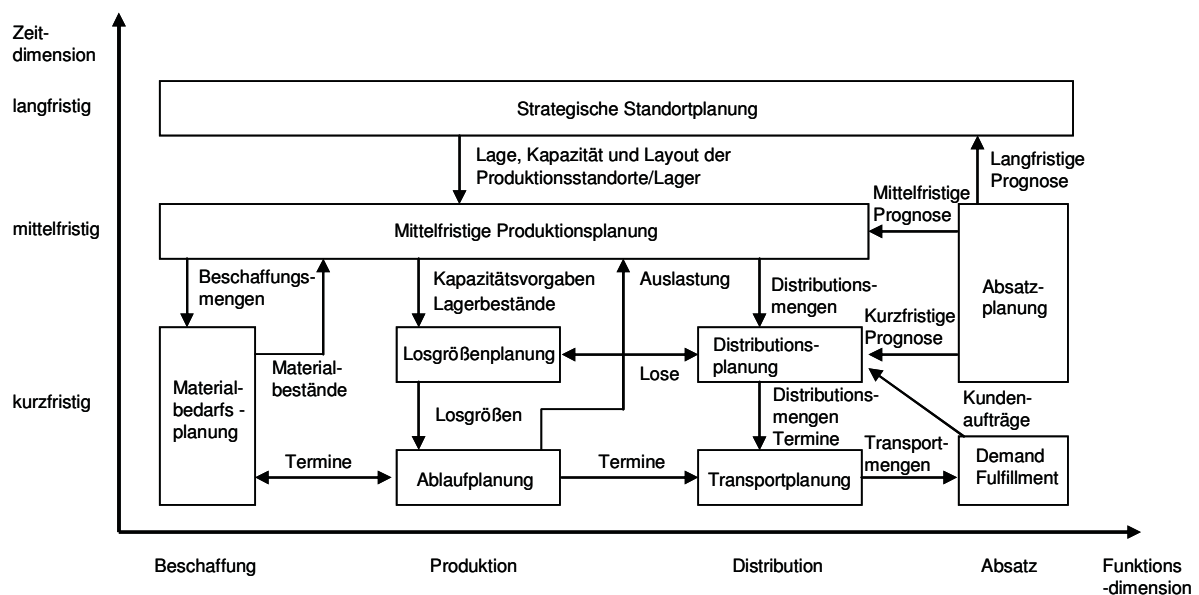 Zeit-
dimension
langfristig
Strategische Standortplanung
Lage, Kapazität und Layout der
Produktionsstandorte/Lager
Langfristige
Prognose
Mittelfristige
Prognose
mittelfristig
Mittelfristige Produktionsplanung
Beschaffungs-
mengen
Kapazitätsvorgaben
Lagerbestände
Auslastung
Distributions-
mengen
Absatz-
planung
Kurzfristige
Prognose
Losgrößenplanung
Distributions-
planung
Lose
Material-
bestände
Material-
bedarfs -
planung
kurzfristig
Losgrößen
Distributions-
mengen
Termine
Kunden-
aufträge
Transport-
mengen
Termine
Ablaufplanung
Termine
Transportplanung
Demand
Fulfillment
Beschaffung
Produktion
Distribution
Absatz
Funktions
-dimension